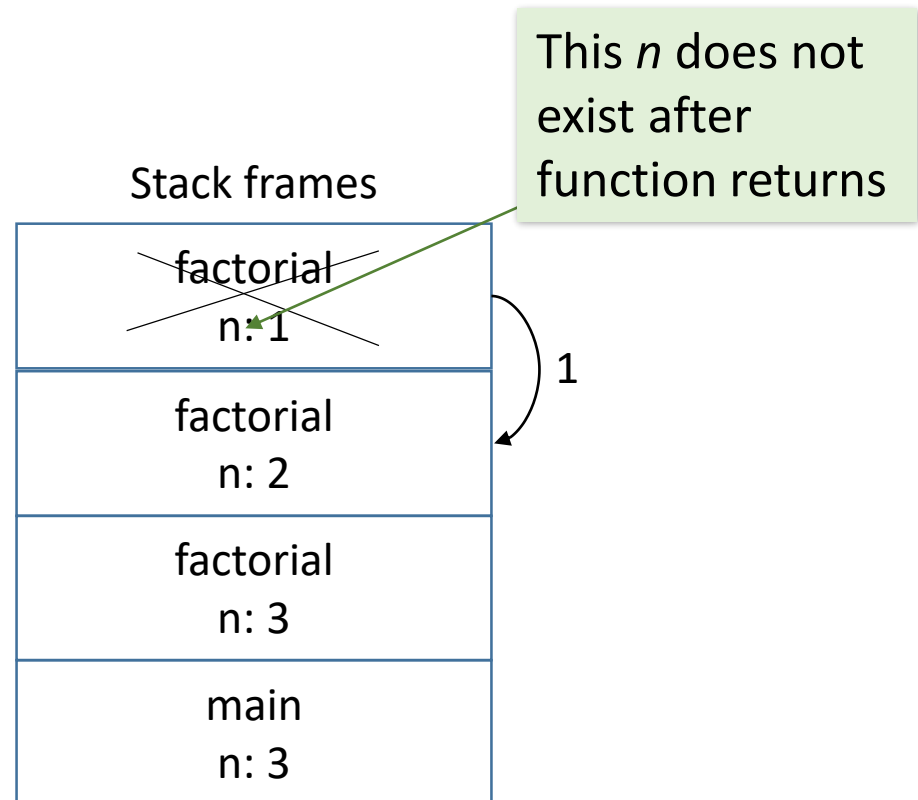 This n does not
exist after
function returns
Stack frames
factorial
n: 1
1
factorial
n: 2
factorial
n: 3
main
n: 3